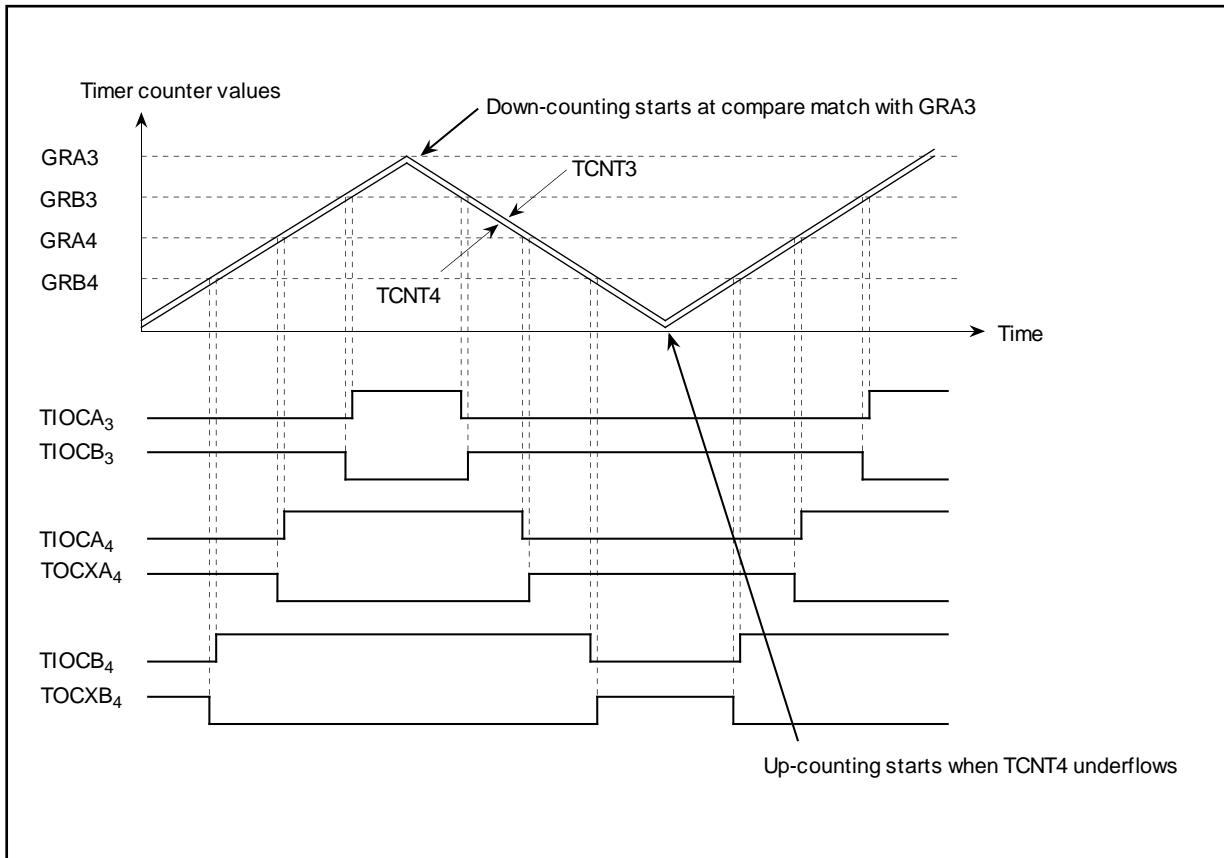 Timer counter values
Down-counting starts at compare match with GRA3
GRA3
TCNT3
GRB3
GRA4
GRB4
TCNT4
Time
TIOCA3
TIOCB3
TIOCA4
TOCXA4
TIOCB4
TOCXB4
Up-counting starts when TCNT4 underflows